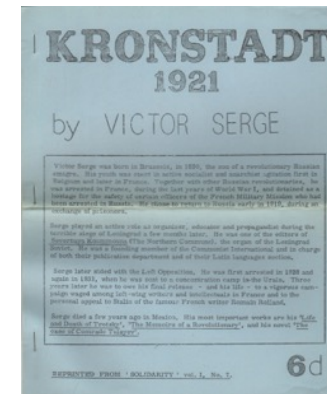 KRONSTADT
1921
by VICTOR SERGE
Victor Serge was born in Brussels, in 1890, the son of a revolutionary Russian
emigre. His youth was spent in active socialist and anarchist agitation first in
Belgium and later in France. Together with other Russian revolutionaries, he
was arrested in France, during the last years of World War I, and detained as a
hostage for the safety of certain officers of the French Military Mission who had
been arrested in Russia. He chose to return to Russia early in 1919, during an
exchange of prisoners.
Serge played an active role as organizer, educator and propagandist during the
terrible siege of Leningrad a few months later. He was one of the editors of
(The Northern Commune), the organ of the Leningrad
Soviet. He was a founding member of the Communist International and in charge
of both their publication department and of their Latin languages section.
Serge later sided with the Left Opposition. He was first arrested in 1928 and
again in 1933, when he was sent to a concentration camp in the Urals. Three
years later he was to owe his final release - and his life - to a vigorous cam-
paign waged among left-wing writers and intellectuals in France and to the
personal appeal to Stalin of the famous French writer Romain Rolland.
Serge died a few years ago in Mexico. His most important works are his 'Life
and Death of Trotsky', 'The Memoirs of a Revolutionary', and his novel 'The
case of Comrade Tulayev'.
6d
REPRINTED FROM 'SOLIDARITY' vol. I, No. 7.